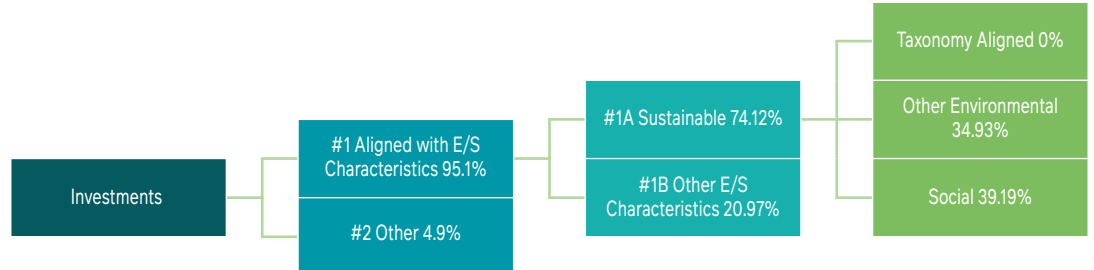 Investments
#1 Aligned with E/S
Characteristics 95.1%
#2 Other 4.9%
#1A Sustainable 74.12%
#1B Other E/S
Characteristics 20.97%
Taxonomy Aligned 0%
Other Environmental
34.93%
Social 39.19%